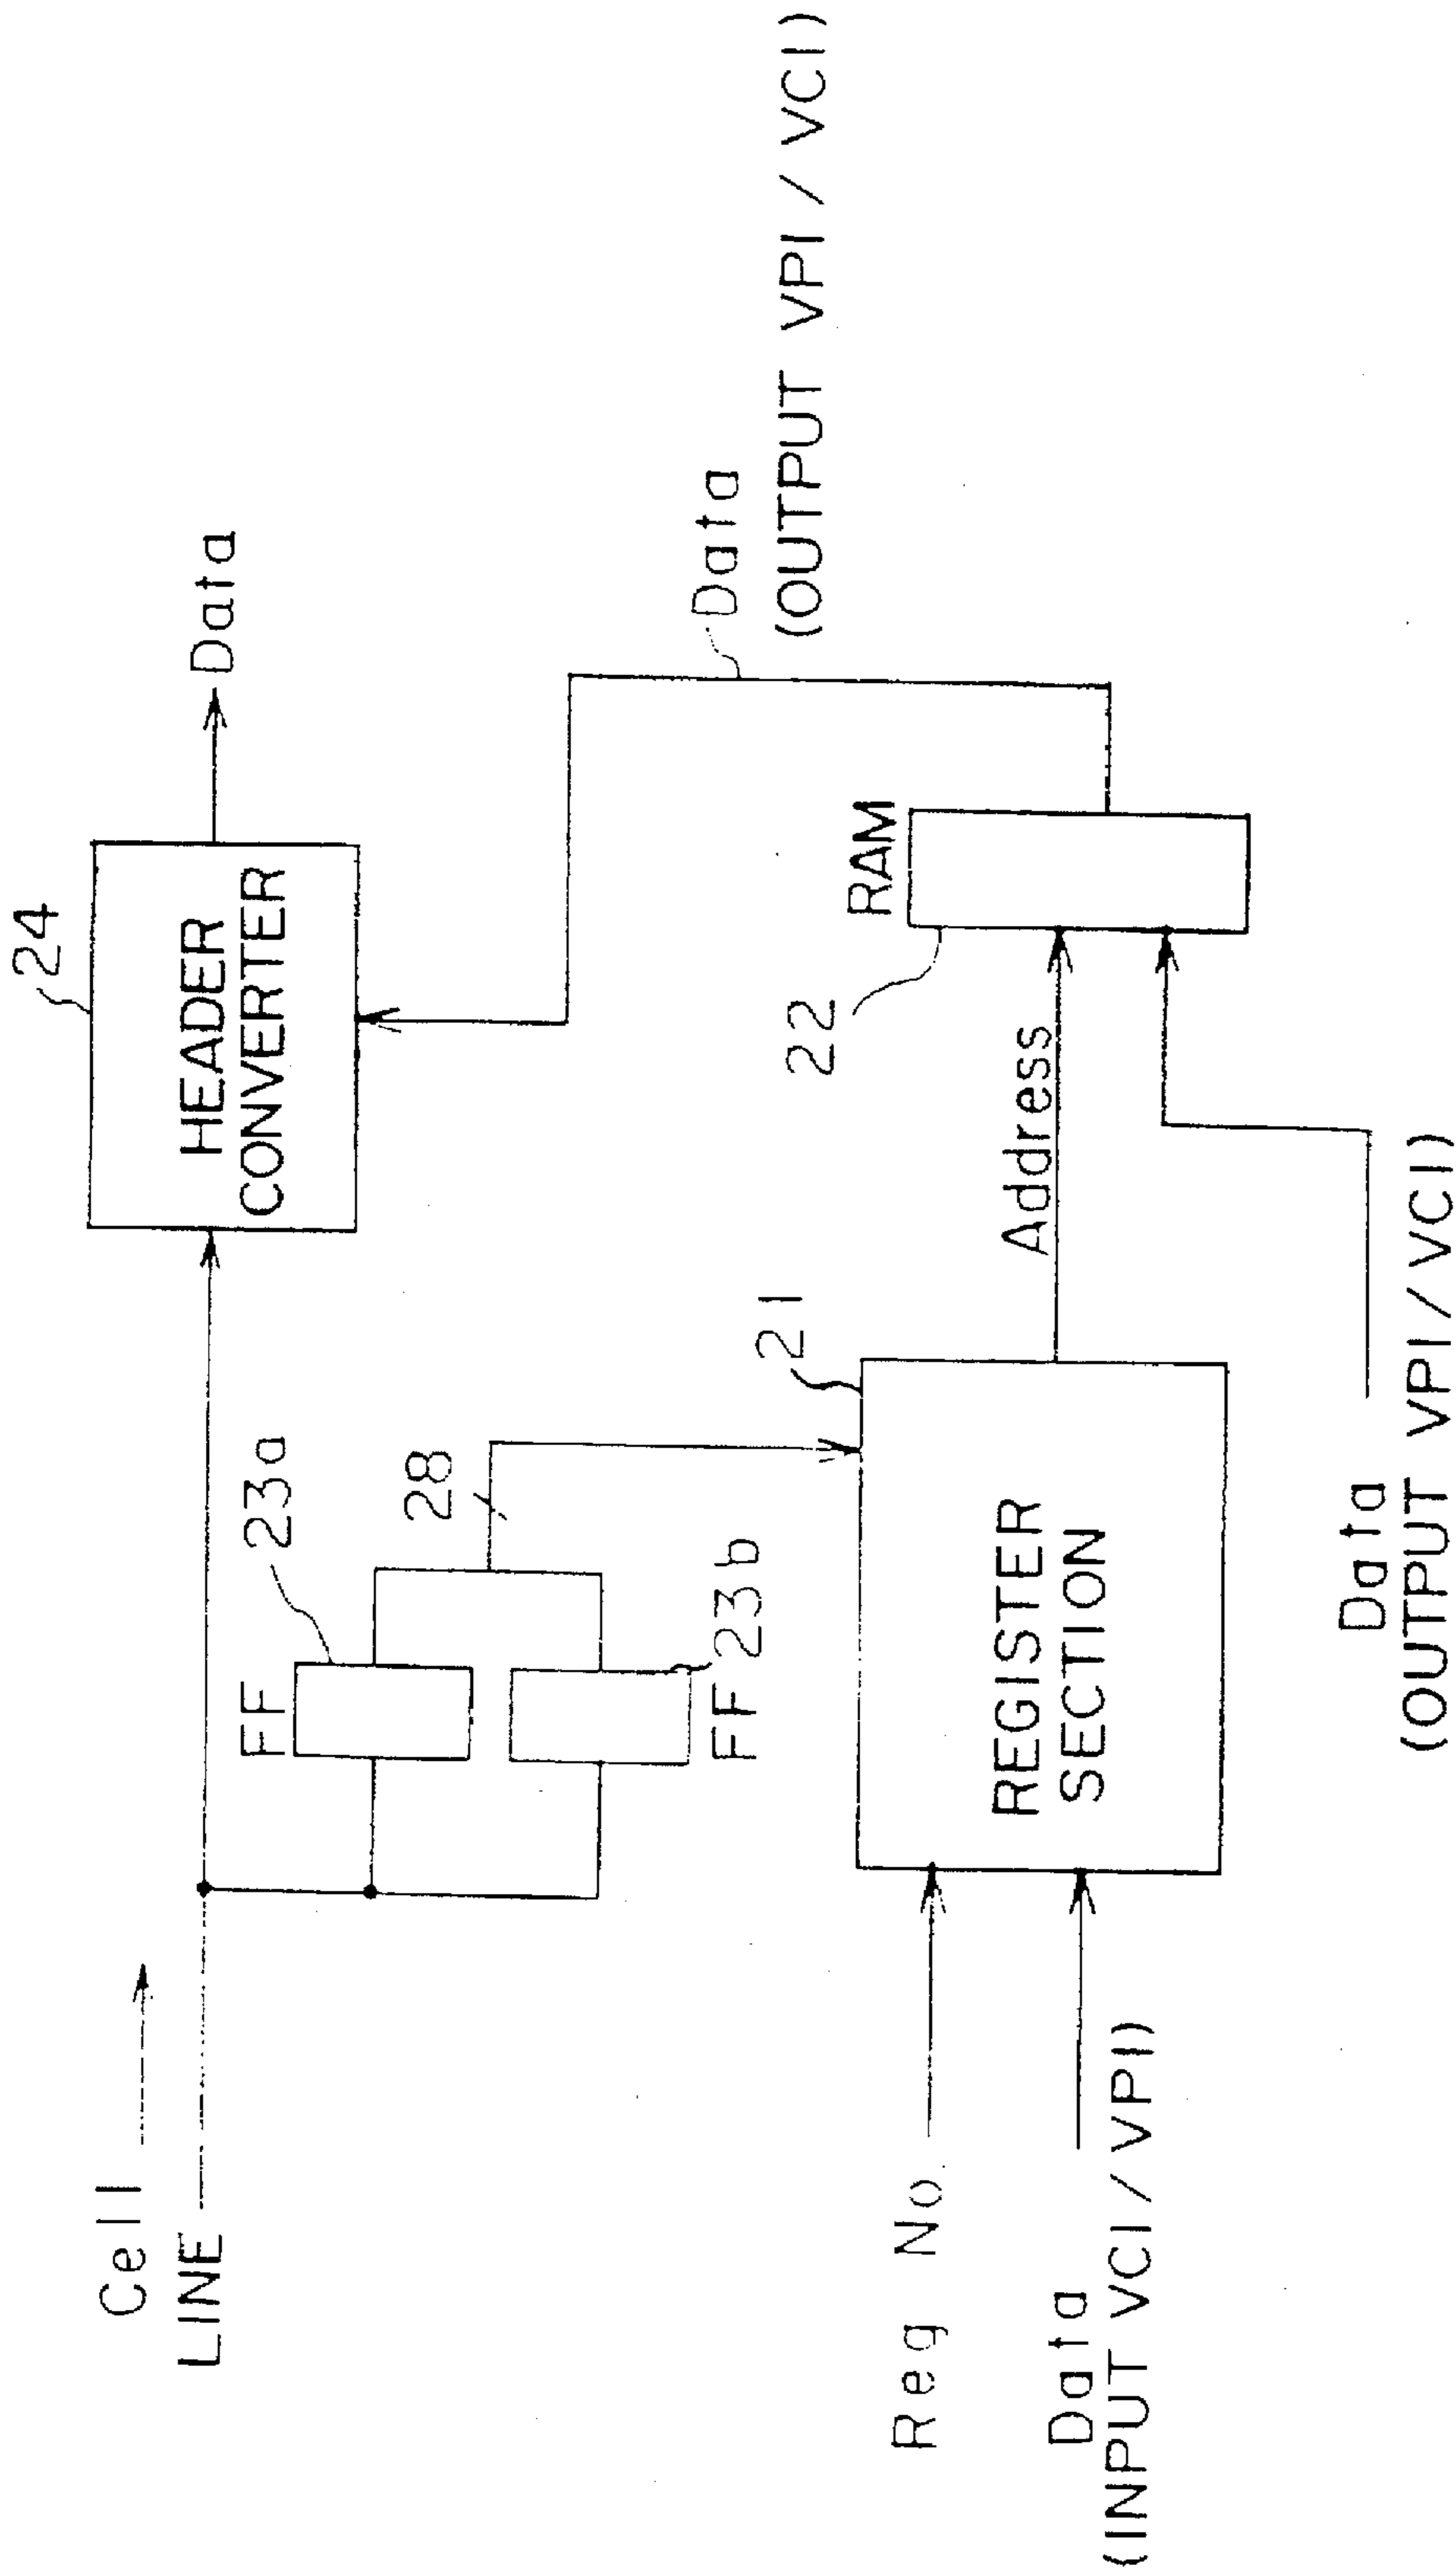 Cell
LINE
FF
23a
28
FF 23b
24
HEADER
CONVERTER
Data
Reg No.
Data
(INPUT VCI/VPI)
REGISTER
SECTION
21
Address
22
RAM
Data
(OUTPUT VPI/VCI)
Data
(OUTPUT VPI/VCI)